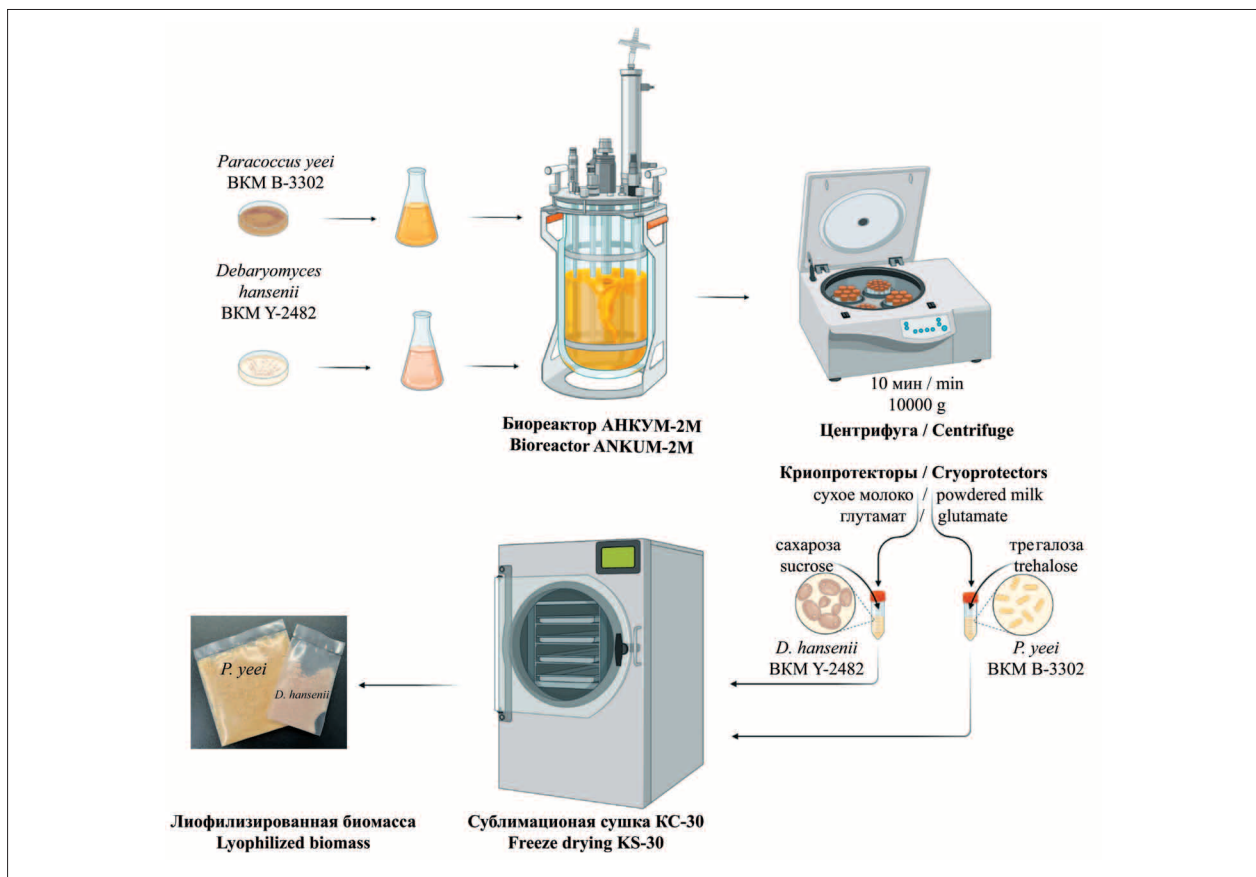 Paracoccus yeei
ВКМ В-3302
Debaryomyces
hansenii
ВКМ Y-2482
Биореактор АНКУМ-2М
Bioreactor ANKUM-2M
10 мин / min
10000 g
Центрифуга / Centrifuge
Криопротекторы / Cryoprotectors
сухое молоко / powdered milk
глутамат / glutamate
сахароза
sucrose
трегалоза
trehalose
D. hansenii
ВКМ Y-2482
P. yeei
ВКМ В-3302
P. yeei
D. hansenii
Лиофилизированная биомасса
Lyophilized biomass
Сублимационая сушка КС-30
Freeze drying KS-30